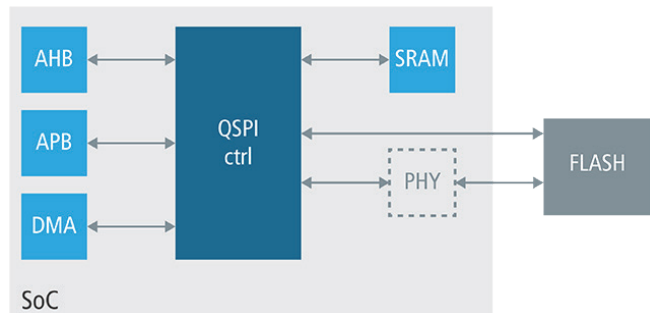 AHB
SRAM
APB
QSPI
ctrl
PHY
FLASH
DMA
SoC